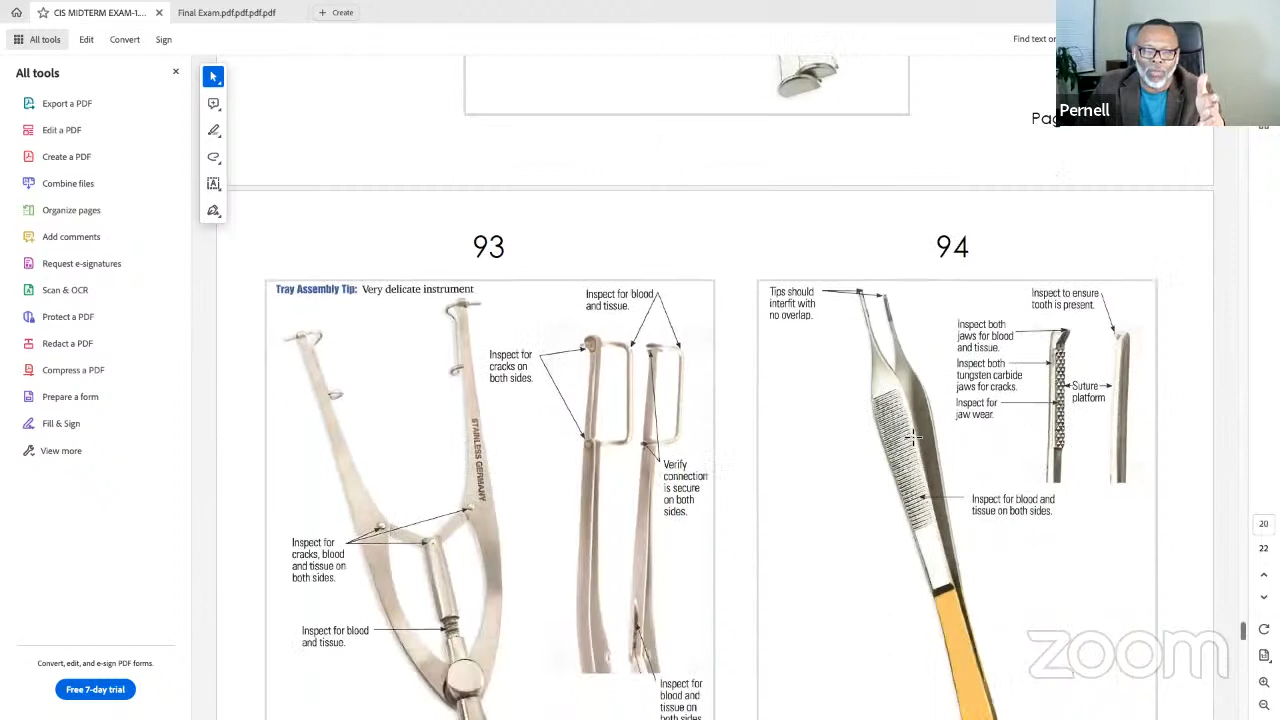 CIS MIDTERM EXAM-1....
Final Exam.pdf.pdf.pdf.pdf
Create
All tools
Edit
Convert
Sign
Find text or
All tools
Export a PDF
Edit a PDF
Create a PDF
Combine files
Organize pages
Add comments
Request e-signatures
Scan & OCR
Protect a PDF
Redact a PDF
Compress a PDF
Prepare a form
Fill & Sign
View more
Convert, edit, and e-sign PDF forms.
Free 7-day trial
Pernell
Pag
93
Tray Assembly Tip: Very delicate instrument
Inspect for blood
and tissue.
Inspect for
cracks on
both sides.
STAINLESS GERMANY
Verify
connection
is secure
on both
sides.
Inspect for
cracks, blood
and tissue on
both sides.
Inspect for blood
and tissue.
Inspect for
blood and
tissue on
both sides
94
Tips should
interfit with
no overlap.
Inspect to ensure
tooth is present.
Inspect both
jaws for blood
and tissue.
Inspect both
tungsten carbide
jaws for cracks.
Inspect for
jaw wear.
Suture
platform
Inspect for blood and
tissue on both sides.
20
22
zoom